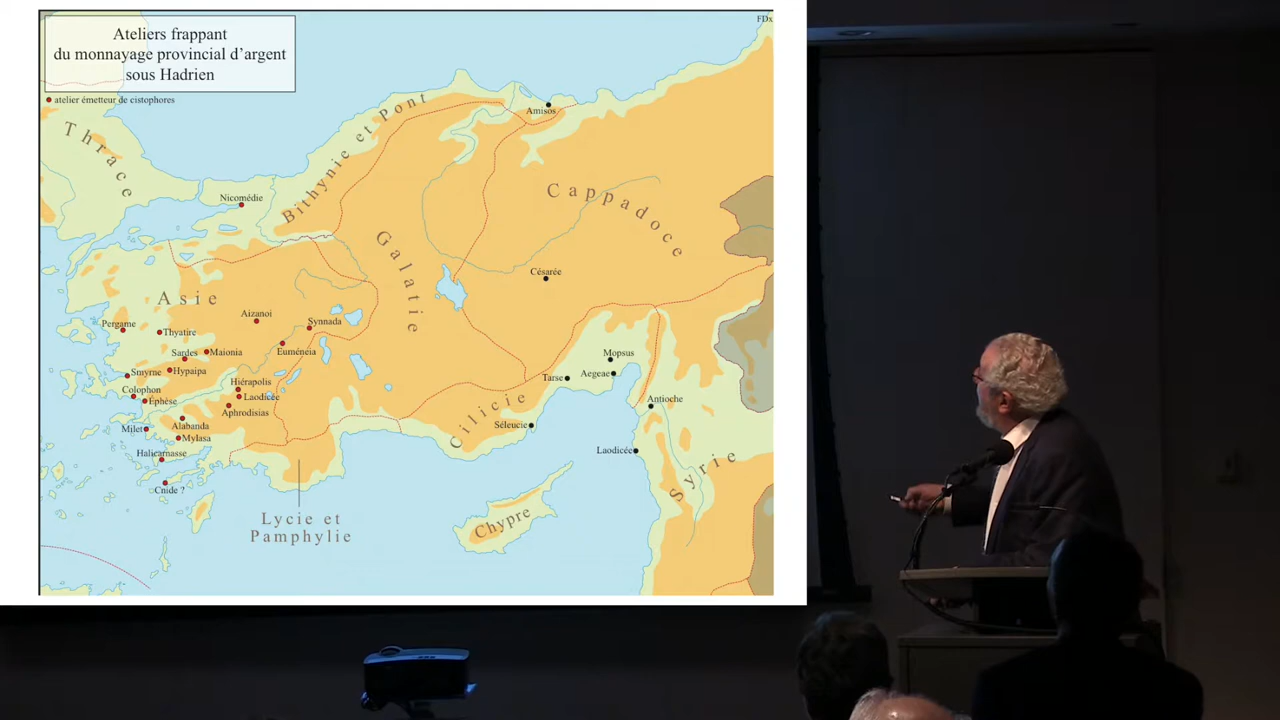 Ateliers frappant
du monnayage provincial d'argent
sous Hadrien
FDx
atelier émetteur de cistophores
Thrace
Bithynie et Pont
Amisos
Nicomédie
Cappadoce
Galatie
Césarée
Asie
Aizanoi
Synnada
Pergame
Thyatire
Euméneia
Sardes
Maionia
Mopsus
Smyrne
Hypaipa
Aegeae
Tarse
Hiérapolis
Colophon
Éphèse
Laodicée
Aphrodisias
Antioche
Cilicie
Milet
Alabanda
Séleucie
Mylasa
Halicarnasse
Laodicée
Syrie
Cnide ?
Lycie et
Pamphylie
Chypre